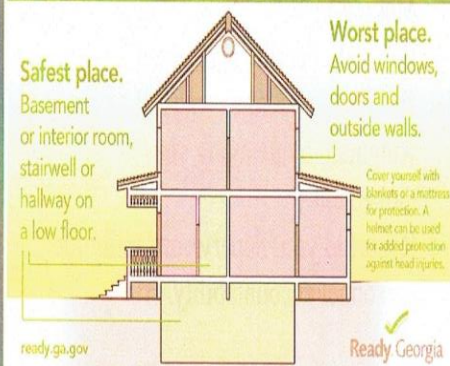 Safest place.
Basement
or interior room,
stairwell or
hallway on
a low floor.
Worst place.
Avoid windows,
doors and
outside walls.
Cover yourself with
blankets or a mattress
for protection. A
helmet can be used
for added protection
against head injuries.
ready.ga.gov
Ready Georgia